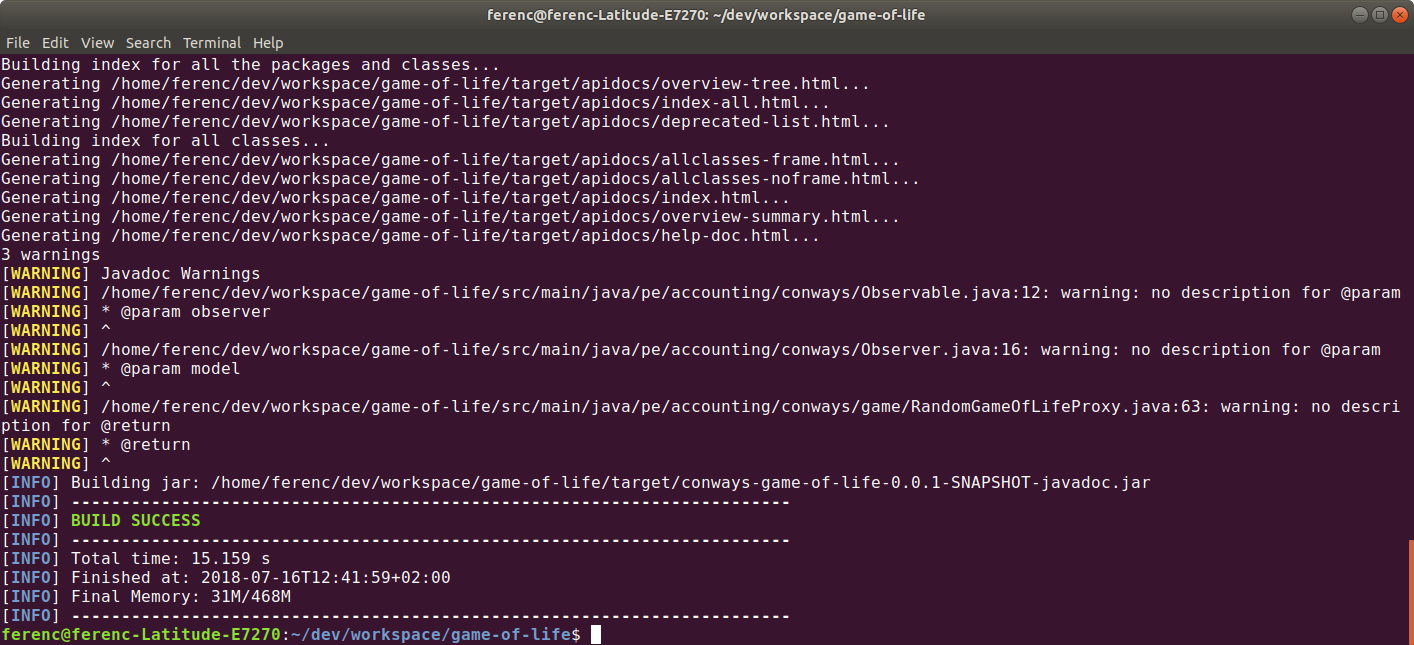 ferenc@ferenc-Latitude-E7270: ~/dev/workspace/game-of-life
File Edit View Search Terminal Help
Building index for all the packages and classes...
Generating /home/ferenc/dev/workspace/game-of-life/target/apidocs/overview-tree.html...
Generating /home/ferenc/dev/workspace/game-of-life/target/apidocs/index-all.html...
Generating /home/ferenc/dev/workspace/game-of-life/target/apidocs/deprecated-list.html...
Building index for all classes...
Generating /home/ferenc/dev/workspace/game-of-life/target/apidocs/allclasses-frame.html...
Generating /home/ferenc/dev/workspace/game-of-life/target/apidocs/allclasses-noframe.html...
Generating /home/ferenc/dev/workspace/game-of-life/target/apidocs/index.html...
Generating /home/ferenc/dev/workspace/game-of-life/target/apidocs/overview-summary.html...
Generating /home/ferenc/dev/workspace/game-of-life/target/apidocs/help-doc.html...
3 warnings
[WARNING] Javadoc Warnings
[WARNING] /home/ferenc/dev/workspace/game-of-life/src/main/java/pe/accounting/conways/Observable.java:12: warning: no description for @param
[WARNING] * @param observer
[WARNING] ^
[WARNING] /home/ferenc/dev/workspace/game-of-life/src/main/java/pe/accounting/conways/Observer.java:16: warning: no description for @param
[WARNING] * @param model
[WARNING] ^
[WARNING] /home/ferenc/dev/workspace/game-of-life/src/main/java/pe/accounting/conways/game/RandomGameOfLifeProxy.java:63: warning: no descri
ption for @return
[WARNING] * @return
[WARNING] ^
[INFO] Building jar: /home/ferenc/dev/workspace/game-of-life/target/conways-game-of-life-0.0.1-SNAPSHOT-javadoc.jar
[INFO] ------------------------------------------------------------------------
[INFO] BUILD SUCCESS
[INFO] ------------------------------------------------------------------------
[INFO] Total time: 15.159 s
[INFO] Finished at: 2018-07-16T12:41:59+02:00
[INFO] Final Memory: 31M/468M
[INFO] ------------------------------------------------------------------------
ferenc@ferenc-Latitude-E7270:~/dev/workspace/game-of-life$